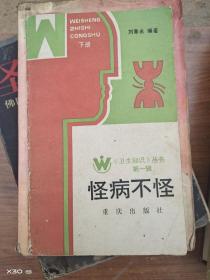 WEISHENG
ZHISHI
CONGSHU
下册
刘善永 编著
《卫生知识》丛书
第一辑
怪病不怪
重庆出版社
X30